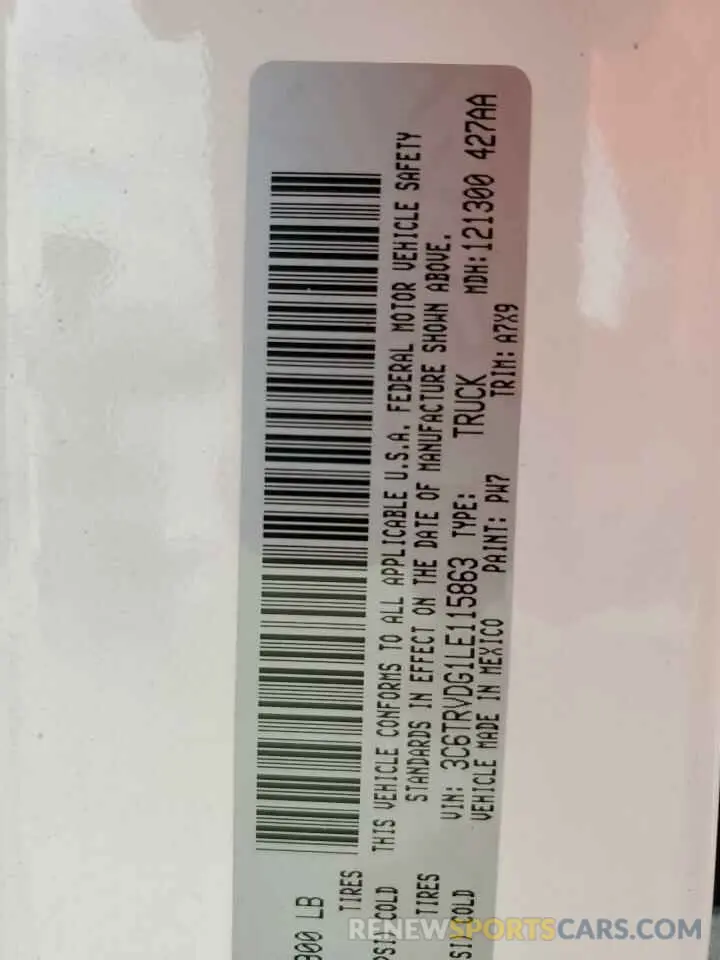 900 LB
TIRES
PSI COLD
TIRES
SI COLD
THIS VEHICLE CONFORMS TO ALL APPLICABLE U.S.A. FEDERAL MOTOR VEHICLE SAFETY
STANDARDS IN EFFECT ON THE DATE OF MANUFACTURE SHOWN ABOVE.
VIN: 3C6TRVDG1LE115863 TYPE: TRUCK MDH:121300 427AA
VEHICLE MADE IN MEXICO PAINT: PW7 TRIM: A7X9
RENEWSPORTSCARS.COM